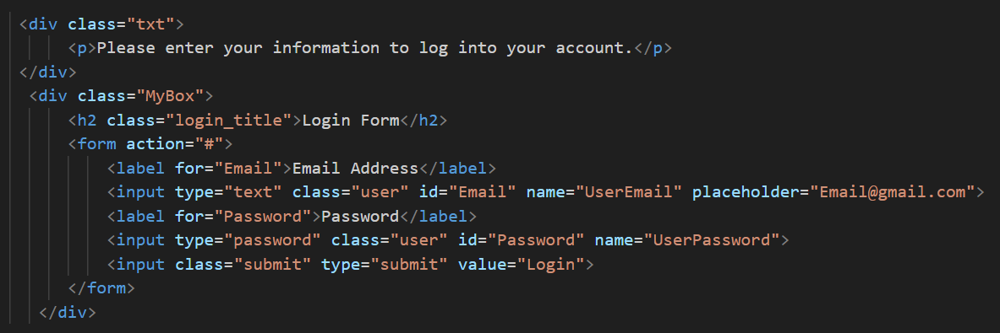 <div class="txt">
<p>Please enter your information to log into your account.</p>
</div>
<div class="MyBox">
<h2 class="login_title">Login Form</h2>
<form action="#">
<label for="Email">Email Address</label>
<input type="text" class="user" id="Email" name="UserEmail" placeholder="Email@gmail.com">
<label for="Password">Password</label>
<input type="password" class="user" id="Password" name="UserPassword">
<input class="submit" type="submit" value="Login">
</form>
</div>